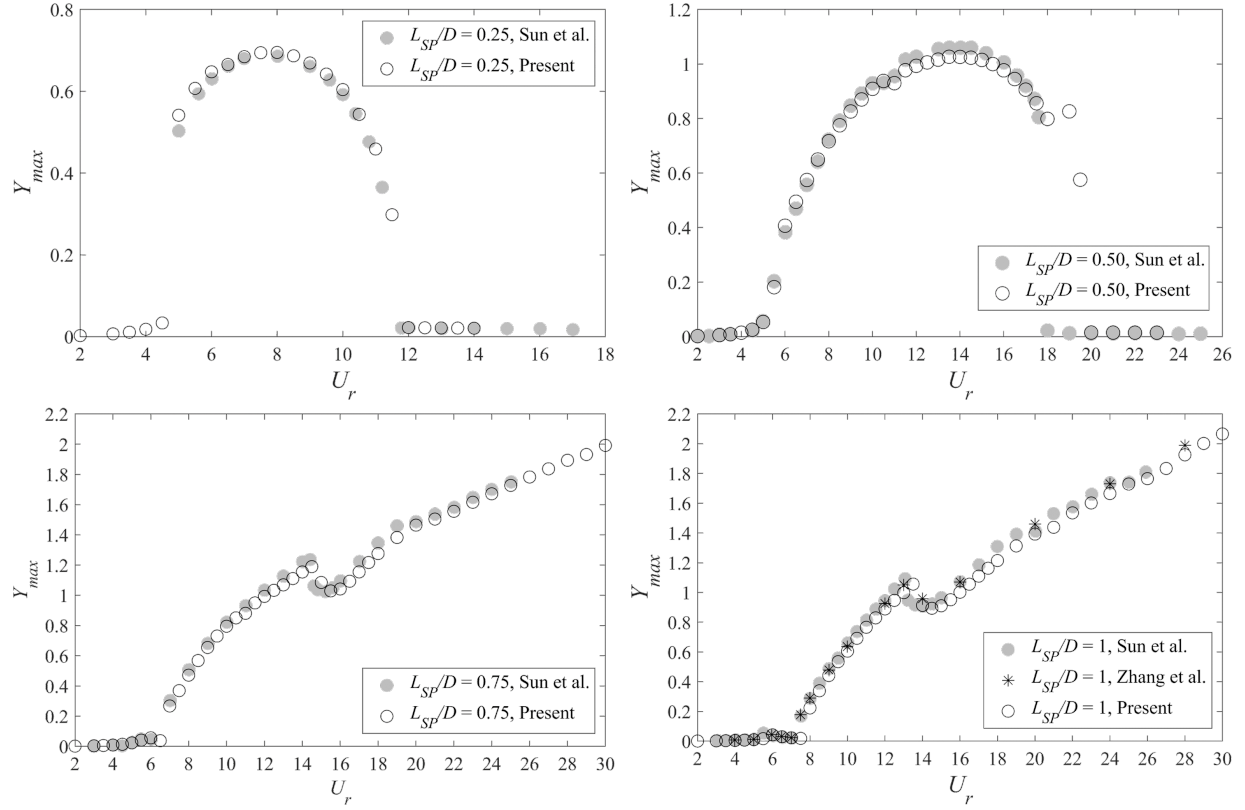 0.8
0.6
0.4
0.2
0
Y_max
2 4 6 8 10 12 14 16 18
U_r
L_SP/D = 0.25, Sun et al.
L_SP/D = 0.25, Present
1.2
1
0.8
0.6
0.4
0.2
0
Y_max
2 4 6 8 10 12 14 16 18 20 22 24 26
U_r
L_SP/D = 0.50, Sun et al.
L_SP/D = 0.50, Present
2.2
2
1.8
1.6
1.4
1.2
1
0.8
0.6
0.4
0.2
0
Y_max
2 4 6 8 10 12 14 16 18 20 22 24 26 28 30
U_r
L_SP/D = 0.75, Sun et al.
L_SP/D = 0.75, Present
2.2
2
1.8
1.6
1.4
1.2
1
0.8
0.6
0.4
0.2
0
Y_max
2 4 6 8 10 12 14 16 18 20 22 24 26 28 30
U_r
L_SP/D = 1, Sun et al.
L_SP/D = 1, Zhang et al.
L_SP/D = 1, Present